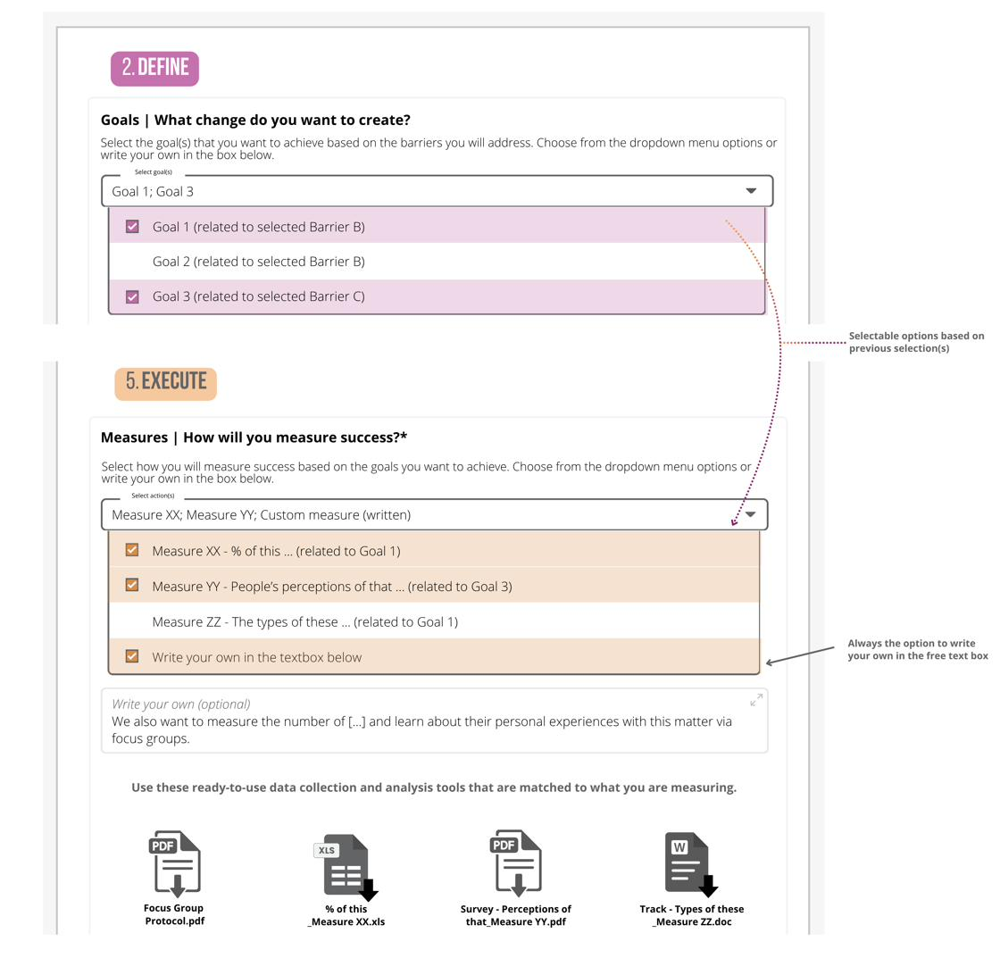 2. DEFINE
Goals | What change do you want to create?
Select the goal(s) that you want to achieve based on the barriers you will address. Choose from the dropdown menu options or
write your own in the box below.
Select goal(s)
Goal 1; Goal 3
Goal 1 (related to selected Barrier B)
Goal 2 (related to selected Barrier B)
Goal 3 (related to selected Barrier C)
Selectable options based on
previous selection(s)
5. EXECUTE
Measures | How will you measure success?*
Select how you will measure success based on the goals you want to achieve. Choose from the dropdown menu options or
write your own in the box below.
Select action(s)
Measure XX; Measure YY; Custom measure (written)
Measure XX - % of this ... (related to Goal 1)
Measure YY - People’s perceptions of that ... (related to Goal 3)
Measure ZZ - The types of these ... (related to Goal 1)
Write your own in the textbox below
Always the option to write
your own in the free text box
Write your own (optional)
We also want to measure the number of [...] and learn about their personal experiences with this matter via
focus groups.
Use these ready-to-use data collection and analysis tools that are matched to what you are measuring.
PDF
XLS
PDF
W
Focus Group
Protocol.pdf
% of this
_Measure XX.xls
Survey - Perceptions of
that_Measure YY.pdf
Track - Types of these
_Measure ZZ.doc